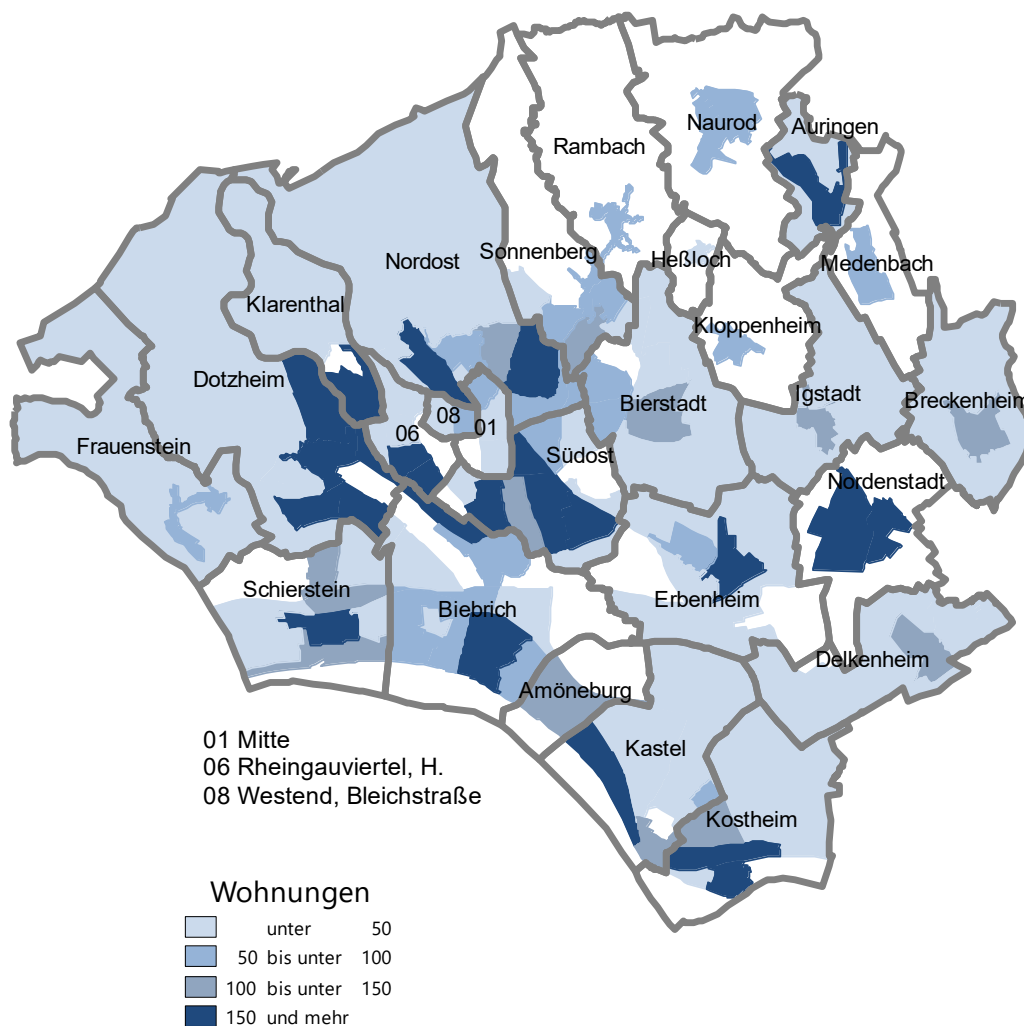 Naurod
Auringen
Rambach
Sonnenberg
Heßloch
Medenbach
Nordost
Klarenthal
Kloppenheim
Dotzheim
Bierstadt
Igstadt
Breckenheim
08
01
06
Frauenstein
Südost
Nordenstadt
Schierstein
Biebrich
Erbenheim
Delkenheim
Amöneburg
Kastel
Kostheim
01 Mitte
06 Rheingauviertel, H.
08 Westend, Bleichstraße
Wohnungen
unter 50
50 bis unter 100
100 bis unter 150
150 und mehr